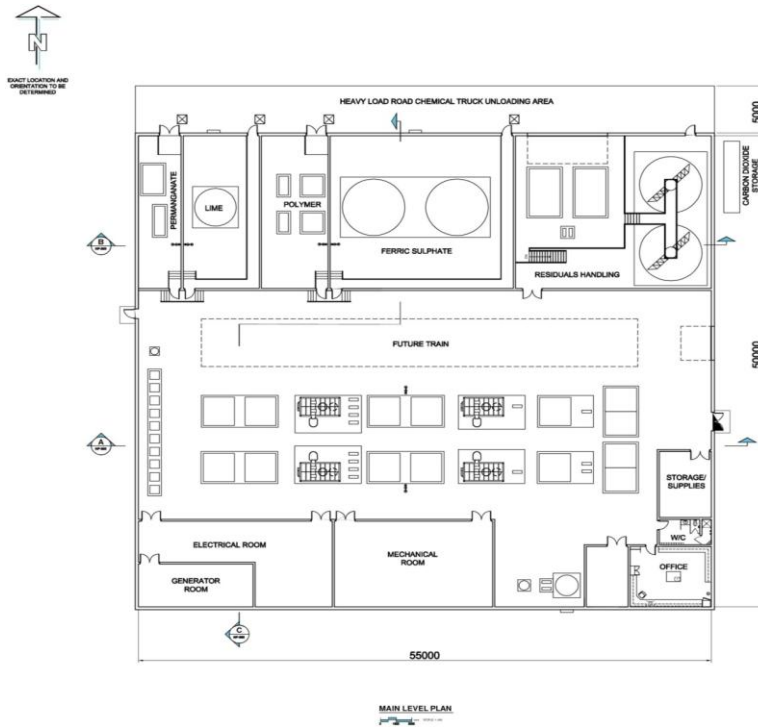 N
EXACT LOCATION AND
ORIENTATION TO BE
DETERMINED
HEAVY LOAD ROAD CHEMICAL TRUCK UNLOADING AREA
5000
PERMANGANATE
LIME
POLYMER
FERRIC SULPHATE
RESIDUALS HANDLING
CARBON DIOXIDE
STORAGE
B
FUTURE TRAIN
50000
A
STORAGE/
SUPPLIES
W/C
ELECTRICAL ROOM
MECHANICAL
ROOM
OFFICE
GENERATOR
ROOM
C
55000
MAIN LEVEL PLAN